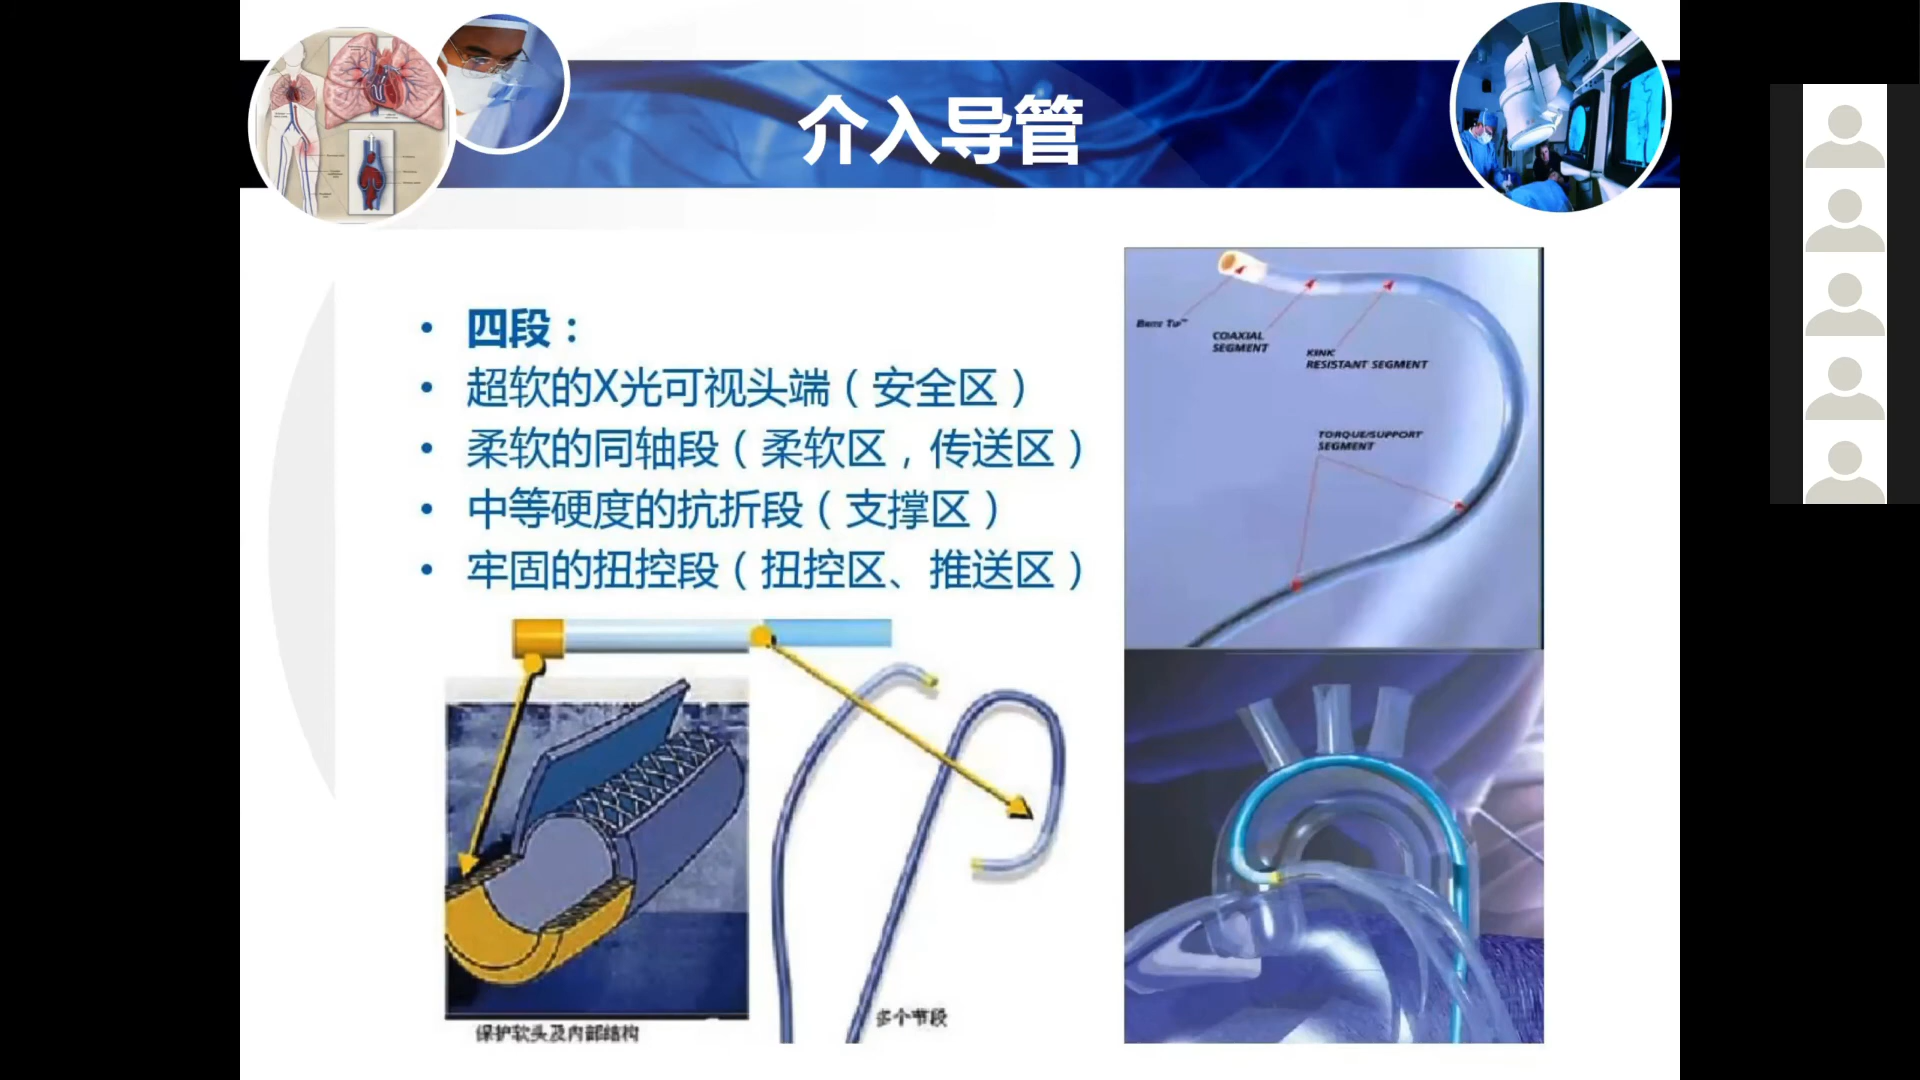 介入导管
四段：
超软的X光可视头端（安全区）
柔软的同轴段（柔软区，传送区）
中等硬度的抗折段（支撑区）
牢固的扭控段（扭控区、推送区）
BRITE TIP™
COAXIAL
SEGMENT
KINK
RESISTANT SEGMENT
TORQUE/SUPPORT
SEGMENT
保护软头及内部结构
多个节段